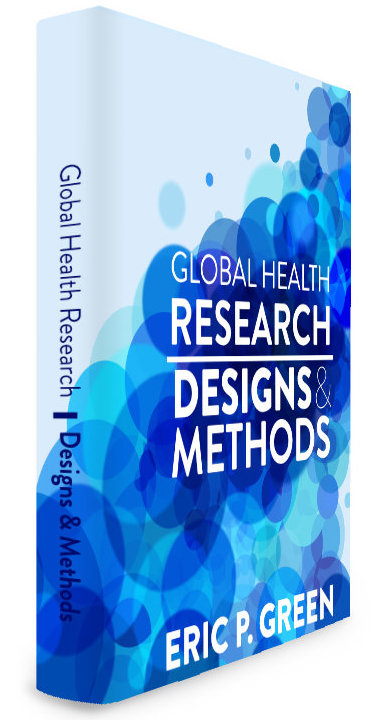 Global Health Research | Designs & Methods
GLOBAL HEALTH
RESEARCH
DESIGNS &
METHODS
ERIC P. GREEN